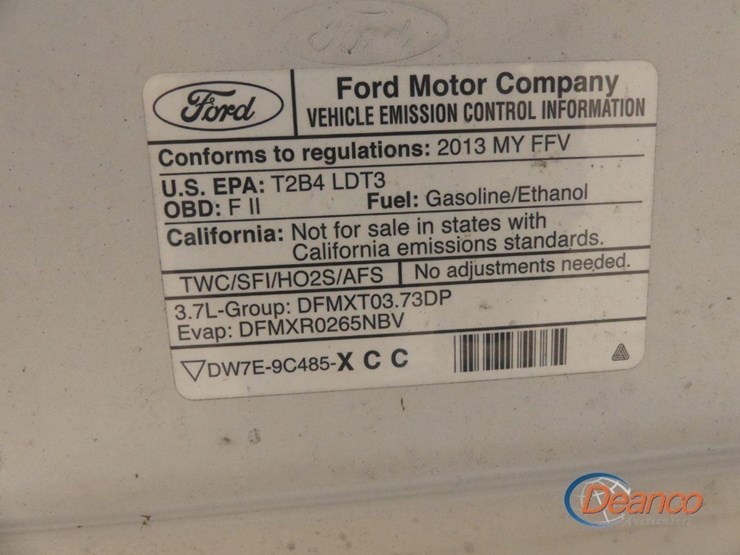 Ford
Ford
Ford Motor Company
VEHICLE EMISSION CONTROL INFORMATION
Conforms to regulations: 2013 MY FFV
U.S. EPA: T2B4 LDT3
OBD: F II Fuel: Gasoline/Ethanol
California: Not for sale in states with
California emissions standards.
TWC/SFI/HO2S/AFS No adjustments needed.
3.7L-Group: DFMXT03.73DP
Evap: DFMXR0265NBV
DW7E-9C485-X C C
Deanco